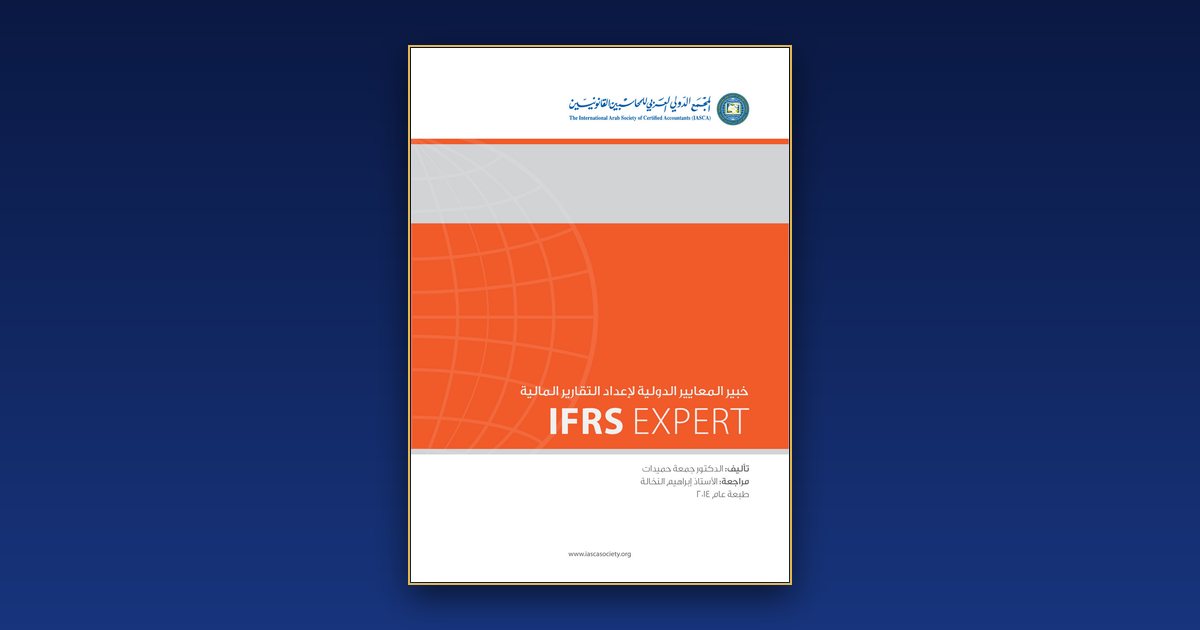 المجتمع الدولي العربي للمحاسبين القانونيين
The International Arab Society of Certified Accountants (IASCA)
خبير المعايير الدولية لإعداد التقارير المالية
IFRS EXPERT
تأليف: الدكتور جمعة حميدات
مراجعة: الأستاذ إبراهيم النخالة
طبعة عام ٢٠١٤
www.iascasociety.org